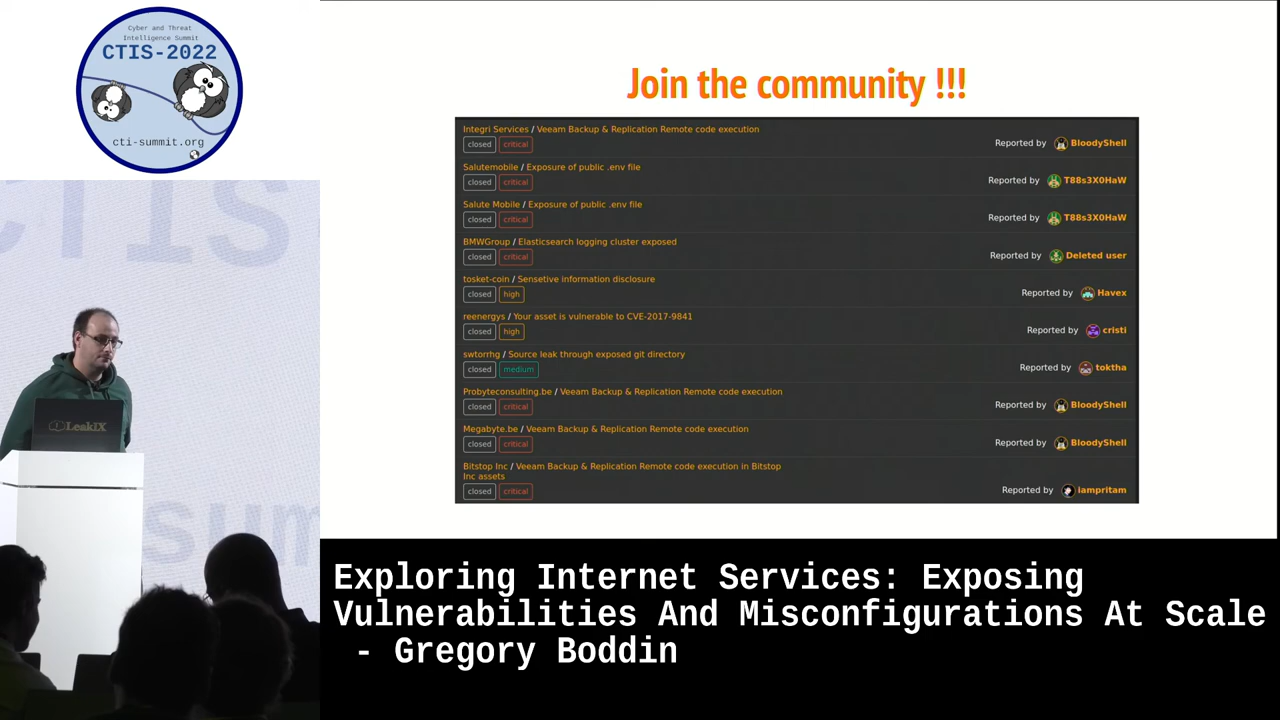 Cyber and Threat
Intelligence Summit
CTIS-2022
cti-summit.org
Join the community !!!
Integri Services / Veeam Backup & Replication Remote code execution
closed critical
Reported by BloodyShell
Salutemobile / Exposure of public .env file
closed critical
Reported by T88s3X0HaW
Salute Mobile / Exposure of public .env file
closed critical
Reported by T88s3X0HaW
BMWGroup / Elasticsearch logging cluster exposed
closed critical
Reported by Deleted user
tosket-coin / Sensetive information disclosure
closed high
Reported by Havex
reenergys / Your asset is vulnerable to CVE-2017-9841
closed high
Reported by cristi
swtorrhg / Source leak through exposed git directory
closed medium
Reported by toktha
Probyteconsulting.be / Veeam Backup & Replication Remote code execution
closed critical
Reported by BloodyShell
Megabyte.be / Veeam Backup & Replication Remote code execution
closed critical
Reported by BloodyShell
Bitstop Inc / Veeam Backup & Replication Remote code execution in Bitstop
Inc assets
closed critical
Reported by iampritam
CTIS
LeakIX
summ
Exploring Internet Services: Exposing
Vulnerabilities And Misconfigurations At Scale
- Gregory Boddin